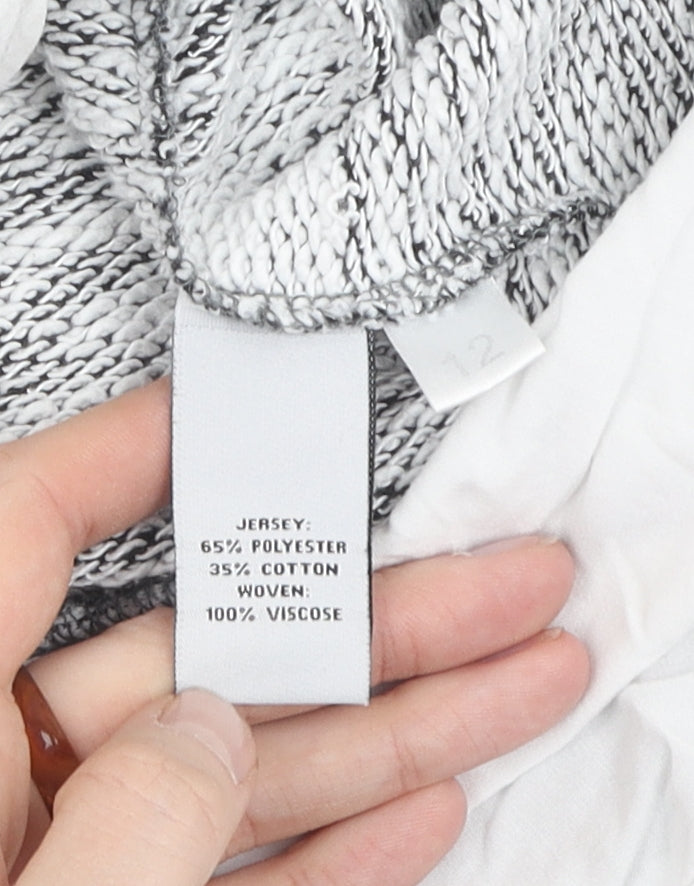 12
JERSEY:
65% POLYESTER
35% COTTON
WOVEN:
100% VISCOSE